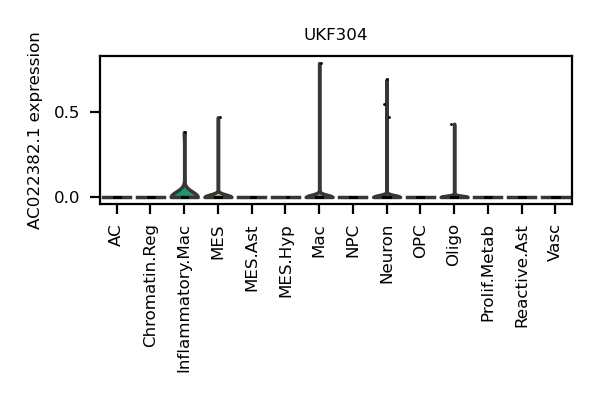 UKF304
AC022382.1 expression
0.5
0.0
AC
Chromatin.Reg
Inflammatory.Mac
MES
MES.Ast
MES.Hyp
Mac
NPC
Neuron
OPC
Oligo
Prolif.Metab
Reactive.Ast
Vasc